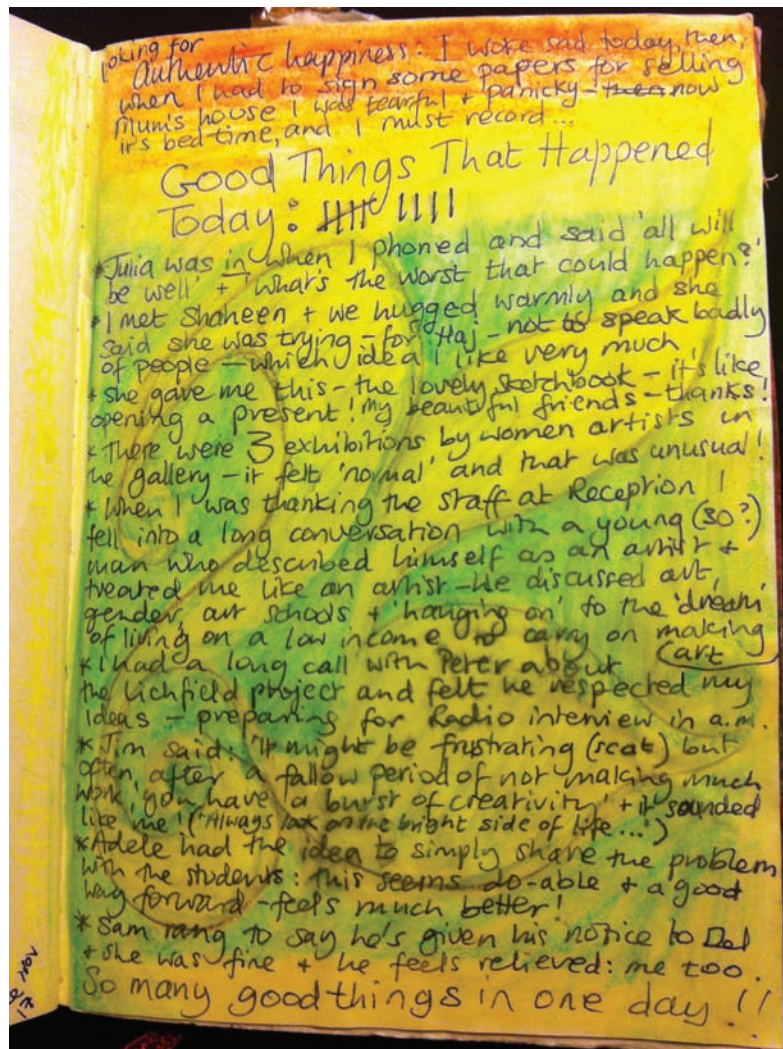 looking for
Authentic happiness: I woke sad today, then,
when I had to sign some papers for selling
Mum's house I was tearful + panicky - then now
it's bed time, and I must record...
Good Things That Happened
Today: 𝍸 IIII
*Julia was in when I phoned and said 'all will
be well' + 'what's the worst that could happen?'
*I met Shaheen + we hugged warmly and she
said she was trying - for Haj - not to speak badly
of people - which idea I like very much
* she gave me this - the lovely sketchbook - it's like
opening a present! My beautiful friends - thanks!
* There were 3 exhibitions by women artists in
the gallery - it felt 'normal' and that was unusual!
* When I was thanking the staff at Reception I
fell into a long conversation with a young (30?)
man who described himself as an artist +
treated me like an artist - He discussed art,
gender, art schools + 'hanging on' to the 'dream'
of living on a low income to carry on making
art
* I had a long call with Peter about
the Lichfield project and felt he respected my
ideas - preparing for Radio interview in a.m.
* Jim said: 'It might be frustrating (scat) but
often, after a fallow period of not making much
work, you have a burst of creativity' + it sounded
like me! ('Always look on the bright side of life...')
*Adele had the idea to simply share the problem
with the students: this seems do-able + a good
way forward - feels much better!
* Sam rang to say he's given his notice to Del
+ she was fine + he feels relieved: me too.
So many good things in one day!!